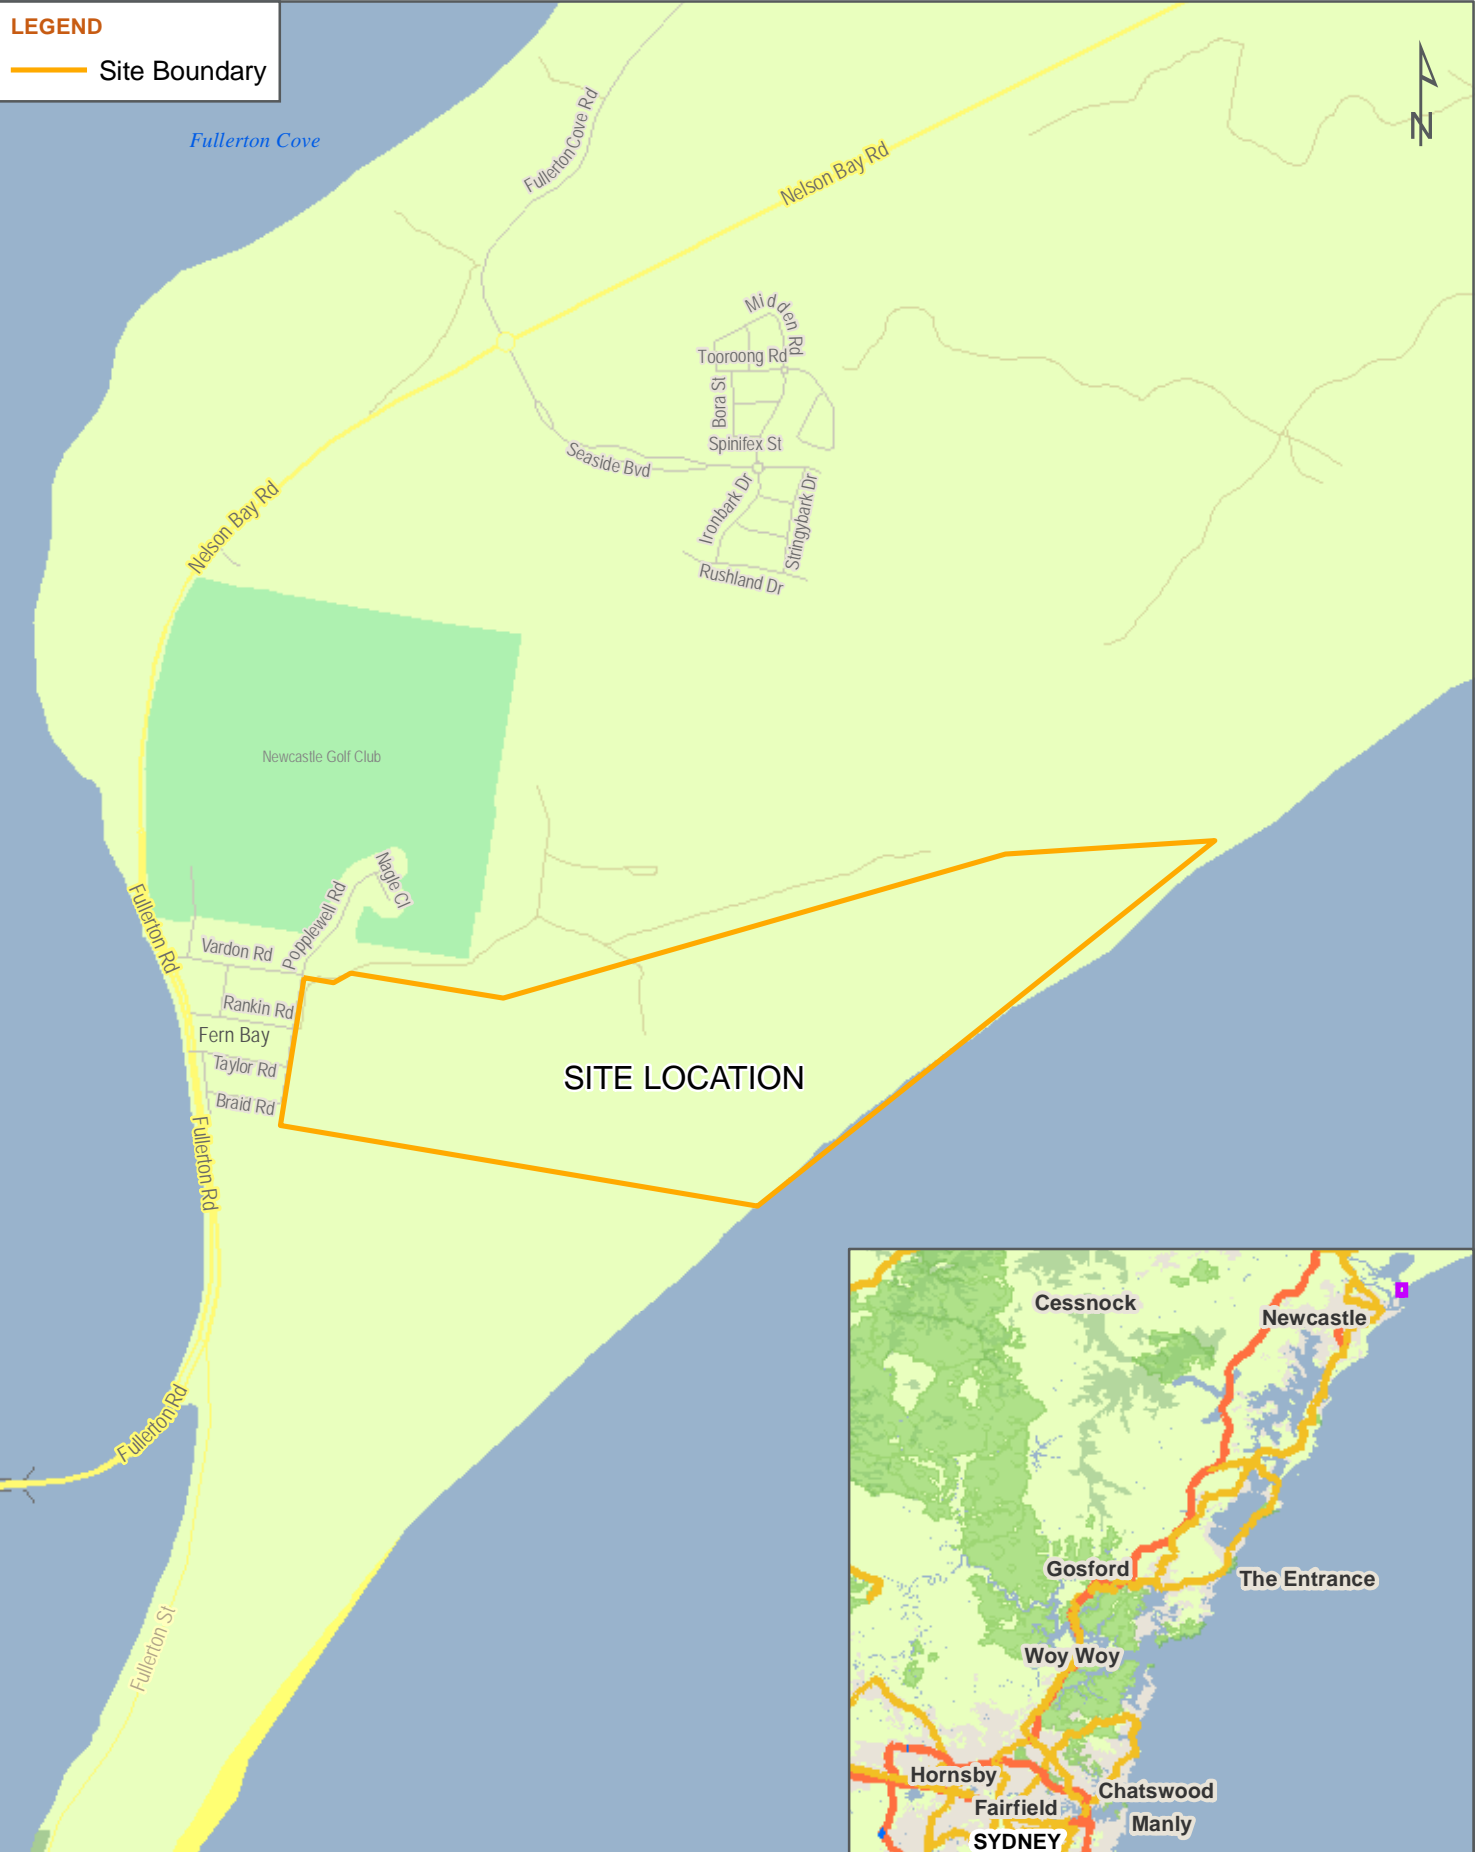 LEGEND
Site Boundary
N
Fullerton Cove
Fullerton Cove Rd
Nelson Bay Rd
Midden Rd
Tooroong Rd
Bora St
Spinifex St
Seaside Bvd
Ironbark Dr
Stringybark Dr
Rushland Dr
Nelson Bay Rd
Newcastle Golf Club
Nagle Cl
Popplewell Rd
Fullerton Rd
Vardon Rd
Rankin Rd
Fern Bay
Taylor Rd
Braid Rd
SITE LOCATION
Fullerton Rd
Fullerton Rd
Fullerton St
Cessnock
Newcastle
Gosford
The Entrance
Woy Woy
Hornsby
Chatswood
Fairfield
Manly
SYDNEY